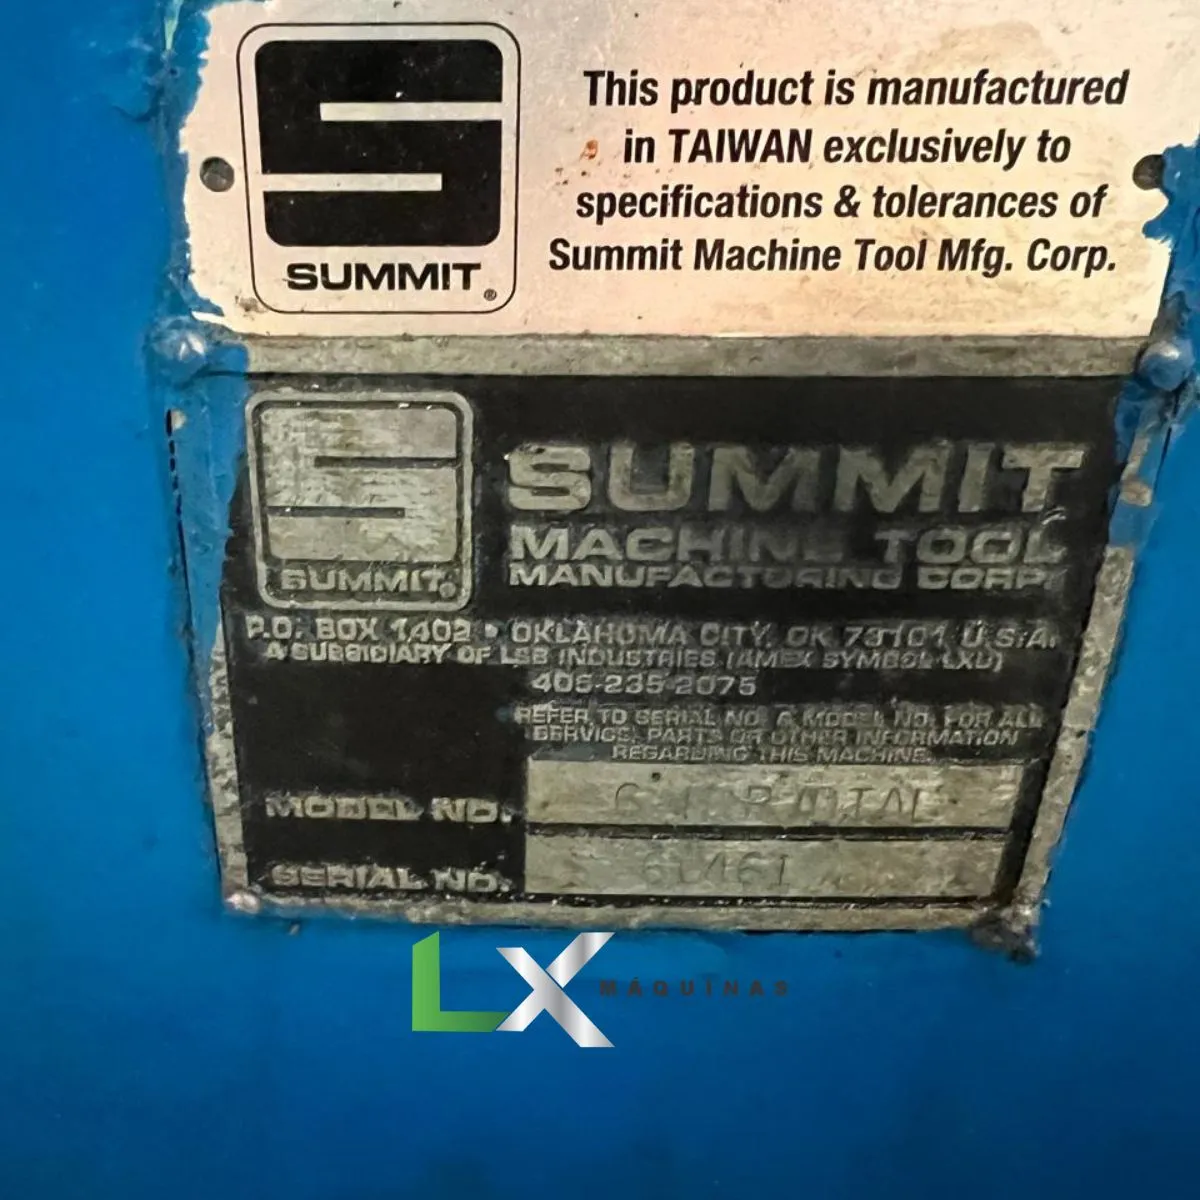 SUMMIT®
This product is manufactured
in TAIWAN exclusively to
specifications & tolerances of
Summit Machine Tool Mfg. Corp.
SUMMIT®
SUMMIT
MACHINE TOOL
MANUFACTURING CORP.
P.O. BOX 1402 • OKLAHOMA CITY, OK 73101 U.S.A.
A SUBSIDIARY OF LSB INDUSTRIES (AMEX SYMBOL LXU)
405-235-2075
REFER TO SERIAL NO. & MODEL NO. FOR ALL
SERVICE, PARTS OR OTHER INFORMATION
REGARDING THIS MACHINE.
MODEL NO.
SERIAL NO.
LX MÁQUINAS